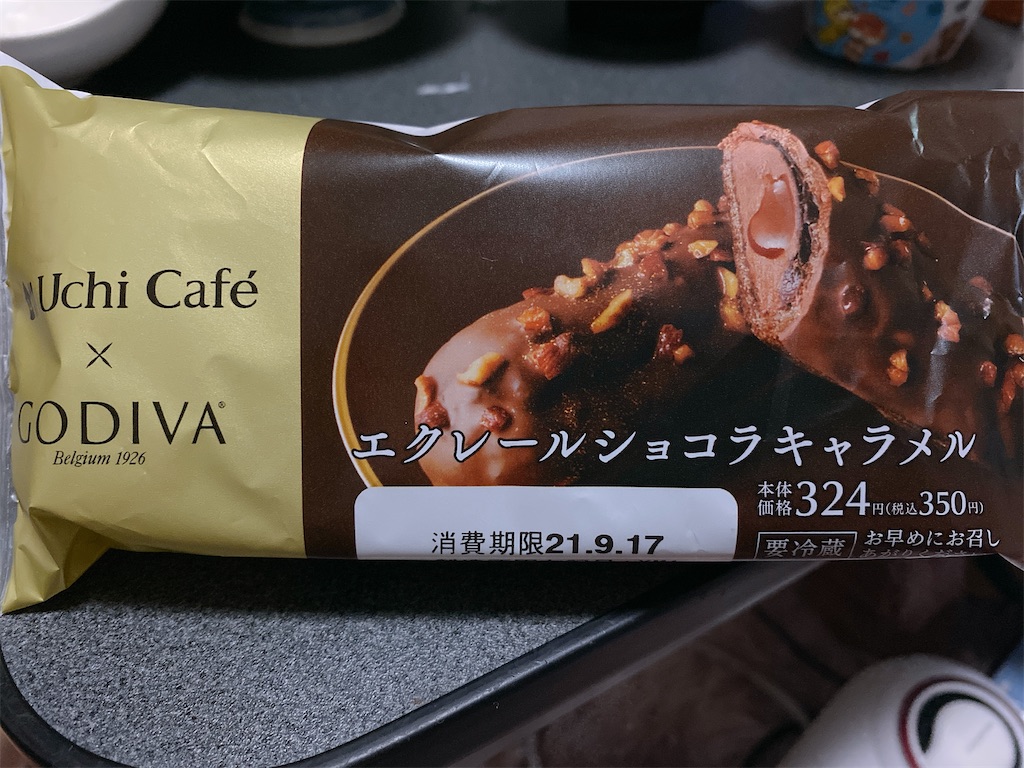 Uchi Café
×
GODIVA®
Belgium 1926
エクレールショコラキャラメル
本体価格324円(税込350円)
消費期限21.9.17
要冷蔵 お早めにお召し